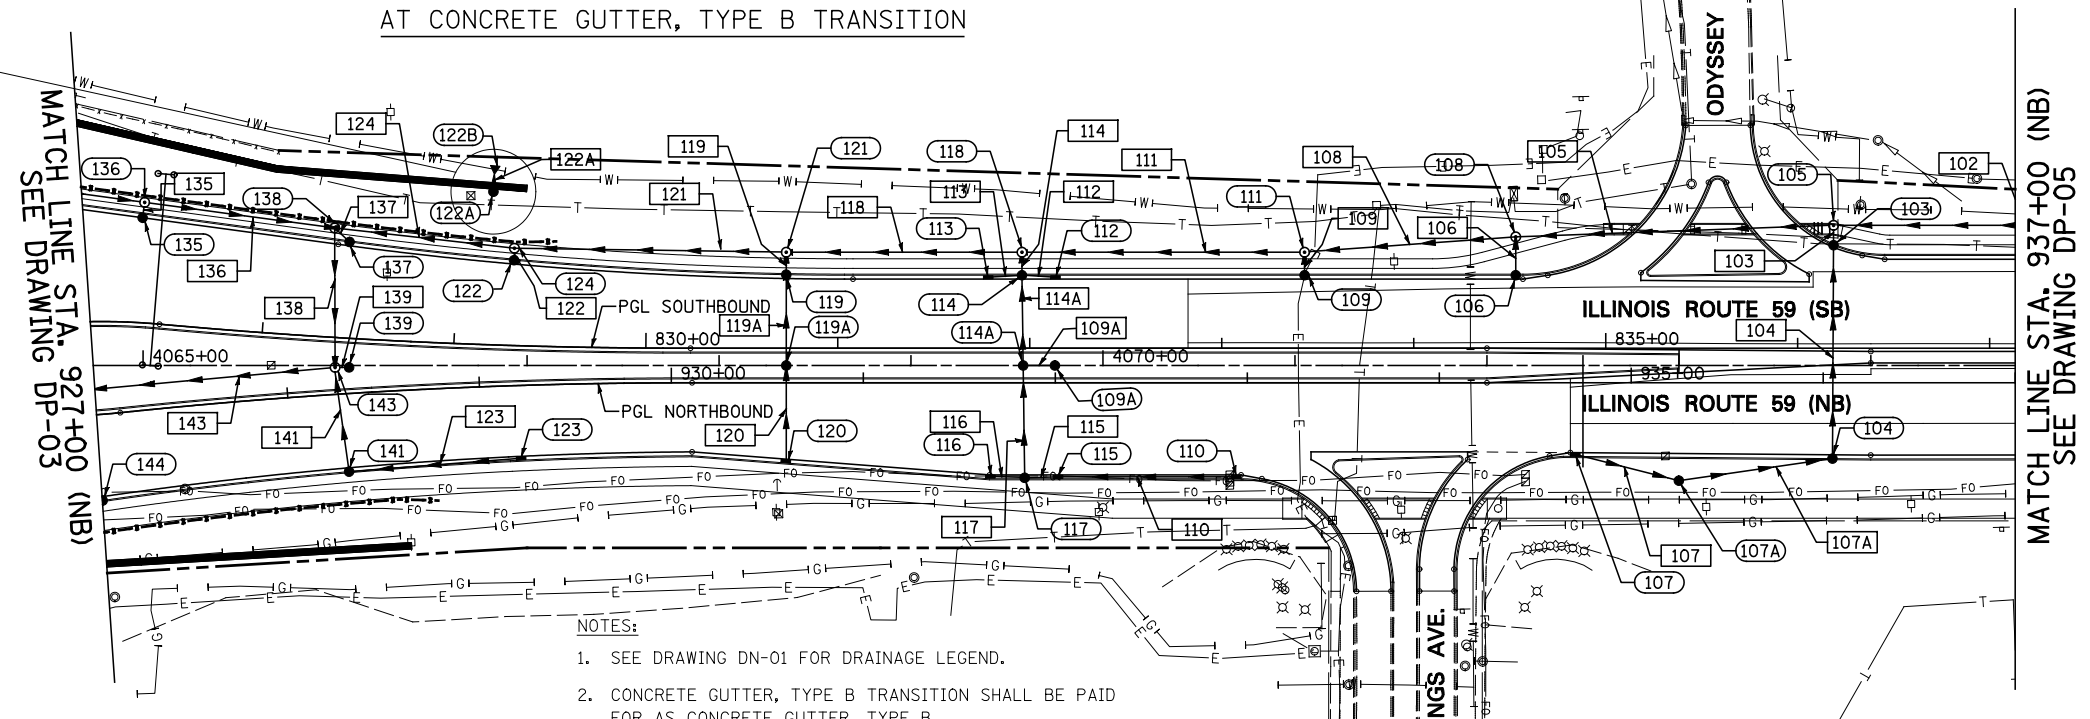 AT CONCRETE GUTTER, TYPE B TRANSITION
MATCH LINE STA. 927+00 (NB)
SEE DRAWING DP-03
ODYSSEY
MATCH LINE STA. 937+00 (NB)
SEE DRAWING DP-05
124
122B
122A
119
121
118
114
111
108
108
105
102
136
135
138
137
122A
121
118
113
112
111
109
106
105
103
135
136
137
122
124
122
113
112
119
114
109
106
103
138
139
139
PGL SOUTHBOUND
119A
119A
114A
114A
109A
ILLINOIS ROUTE 59 (SB)
104
4065+00
830+00
4070+00
835+00
930+00
935+00
143
143
PGL NORTHBOUND
109A
ILLINOIS ROUTE 59 (NB)
141
123
123
120
120
116
116
115
115
110
104
144
141
117
117
110
107
107A
107A
107
NGS AVE.
NOTES:
1. SEE DRAWING DN-01 FOR DRAINAGE LEGEND.
2. CONCRETE GUTTER, TYPE B TRANSITION SHALL BE PAID
FOR AS CONCRETE GUTTER, TYPE B